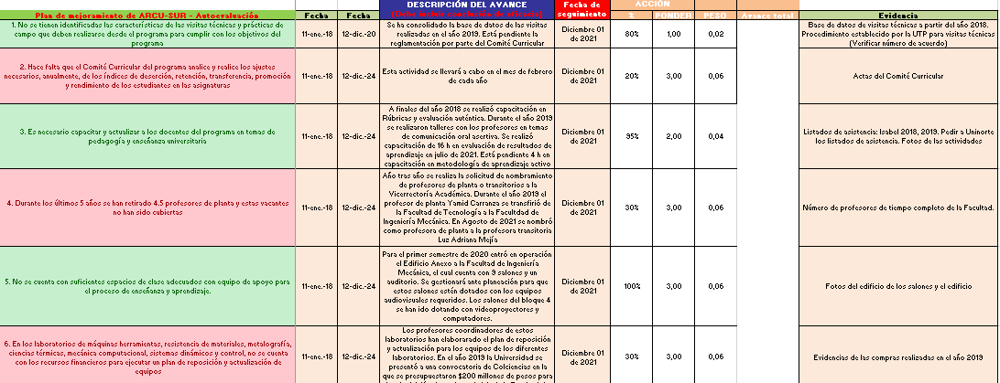 DESCRIPCIÓN DEL AVANCE
Fecha de seguimiento
ACCIÓN
Plan de mejoramiento de ARCU-SUR - Autoevaluación
Fecha
Fecha
%
PONDER
PESO
Avance total
Evidencia
1. No se tienen identificadas las características de las visitas técnicas y prácticas de
campo que deben realizarse desde el programa para cumplir con los objetivos del
programa
11-ene.-18
12-dic.-20
Se ha consolidado la base de datos de las visitas
realizadas en el año 2019. Está pendiente la
reglamentación por parte del Comité Curricular
Diciembre 01
de 2021
80%
1,00
0,02
Base de datos de visitas técnicas a partir del año 2018.
Procedimiento establecido por la UTP para visitas técnicas
(Verificar número de acuerdo)
2. Hace falta que el Comité Curricular del programa analice y realice los ajustes
necesarios, anualmente, de los índices de deserción, retención, transferencia, promoción
y rendimiento de los estudiantes en las asignaturas
11-ene.-18
12-dic.-24
Esta actividad se llevará a cabo en el mes de febrero
de cada año
Diciembre 01
de 2021
20%
3,00
0,06
Actas del Comité Curricular
3. Es necesario capacitar y actualizar a los docentes del programa en temas de
pedagogía y enseñanza universitaria
11-ene.-18
12-dic.-24
A finales del año 2018 se realizó capacitación en
Rúbricas y evaluación auténtica. Durante el año 2019
se realizaron talleres con los profesores en temas
de comunicación oral asertiva. Se realizó
capacitación de 16 h en evaluación de resultados de
aprendizaje en julio de 2021. Está pendiente 4 h en
capacitación en metodología de aprendizaje activo
Diciembre 01
de 2021
95%
2,00
0,04
Listados de asistencia: Isabel 2018, 2019. Pedir a Uninorte
los listados de asistencia. Fotos de las actividades
4. Durante los últimos 5 años se han retirado 4.5 profesores de planta y estas vacantes
no han sido cubiertas
11-ene.-18
12-dic.-24
Año tras año se realiza la solicitud de nombramiento
de profesores de planta o transitorios a la
Vicerrectoría Académica. Durante el año 2019 el
profesor de planta Yamid Carranza se transfirió de
la Facultad de Tecnología a la Facultdad de
Ingeniería Mecánica. En Agosto de 2021 se nombró
como profesora de planta a la profesora transitoria
Luz Adriana Mejía
Diciembre 01
de 2021
30%
3,00
0,06
Número de profesores de tiempo completo de la Facultad.
5. No se cuenta con suficientes espacios de clase adecuados con equipo de apoyo para
el proceso de enseñanza y aprendizaje.
11-ene.-18
12-dic.-24
Para el primer semestre de 2020 entró en operación
el Edificio Anexo a la Facultad de Ingeniería
Mecánica, el cual cuenta con 9 salones y un
auditorio. Se gestionará ante planeación para que
estos salones estén dotados con los equipos
audiovisuales requeridos. Los salones del bloque 4
se han ido dotando con videoproyectores y
computadores.
Diciembre 01
de 2021
100%
3,00
0,06
Fotos del edificio de los salones y el edificio
6. En los laboratorios de máquinas herramientas, resistencia de materiales, metalografía,
ciencias térmicas, mecánica computacional, sistemas dinámicos y control, no se cuenta
con los recursos financieros para ejecutar un plan de reposición y actualización de
equipos
11-ene.-18
12-dic.-24
Los profesores coordinadores de estos
laboratorios han elaborado el plan de reposición
y actualización para los equipos de los diferentes
laboratorios. En el año 2019 la Universidad se
presentó a una convocatoria de Colciencias en la
que se presupuestaron $200 millones de pesos para
Diciembre 01
de 2021
30%
3,00
0,06
Evidencias de las compras realizadas en el año 2019